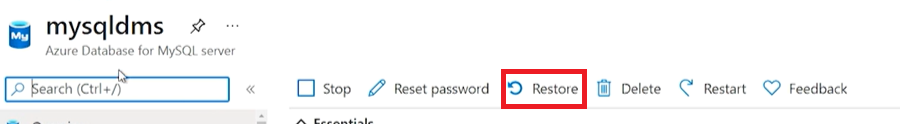 mysqldms
Azure Database for MySQL server
Search (Ctrl+/)
Stop Reset password Restore Delete Restart Feedback
Essentials